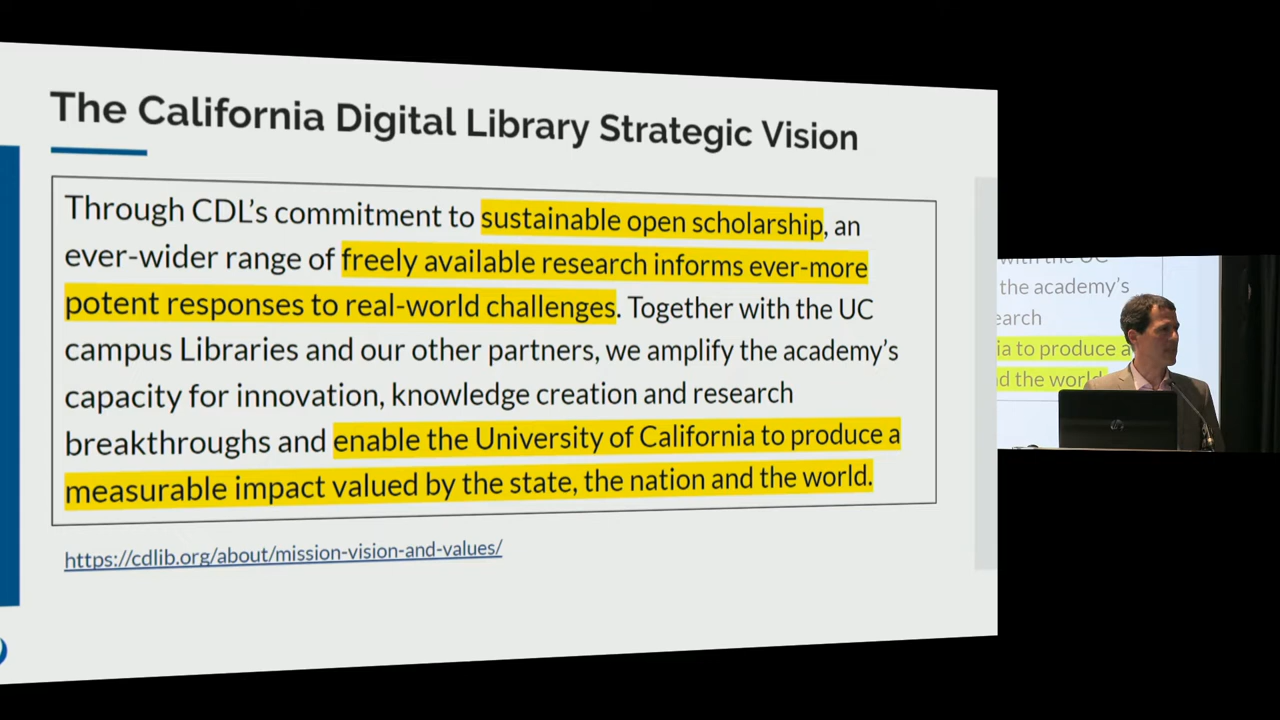 The California Digital Library Strategic Vision
Through CDL's commitment to sustainable open scholarship, an
ever-wider range of freely available research informs ever-more
potent responses to real-world challenges. Together with the UC
campus Libraries and our other partners, we amplify the academy's
capacity for innovation, knowledge creation and research
breakthroughs and enable the University of California to produce a
measurable impact valued by the state, the nation and the world.
https://cdlib.org/about/mission-vision-and-values/
with the UC
the academy's
earch
ia to produce a
d the world
hp